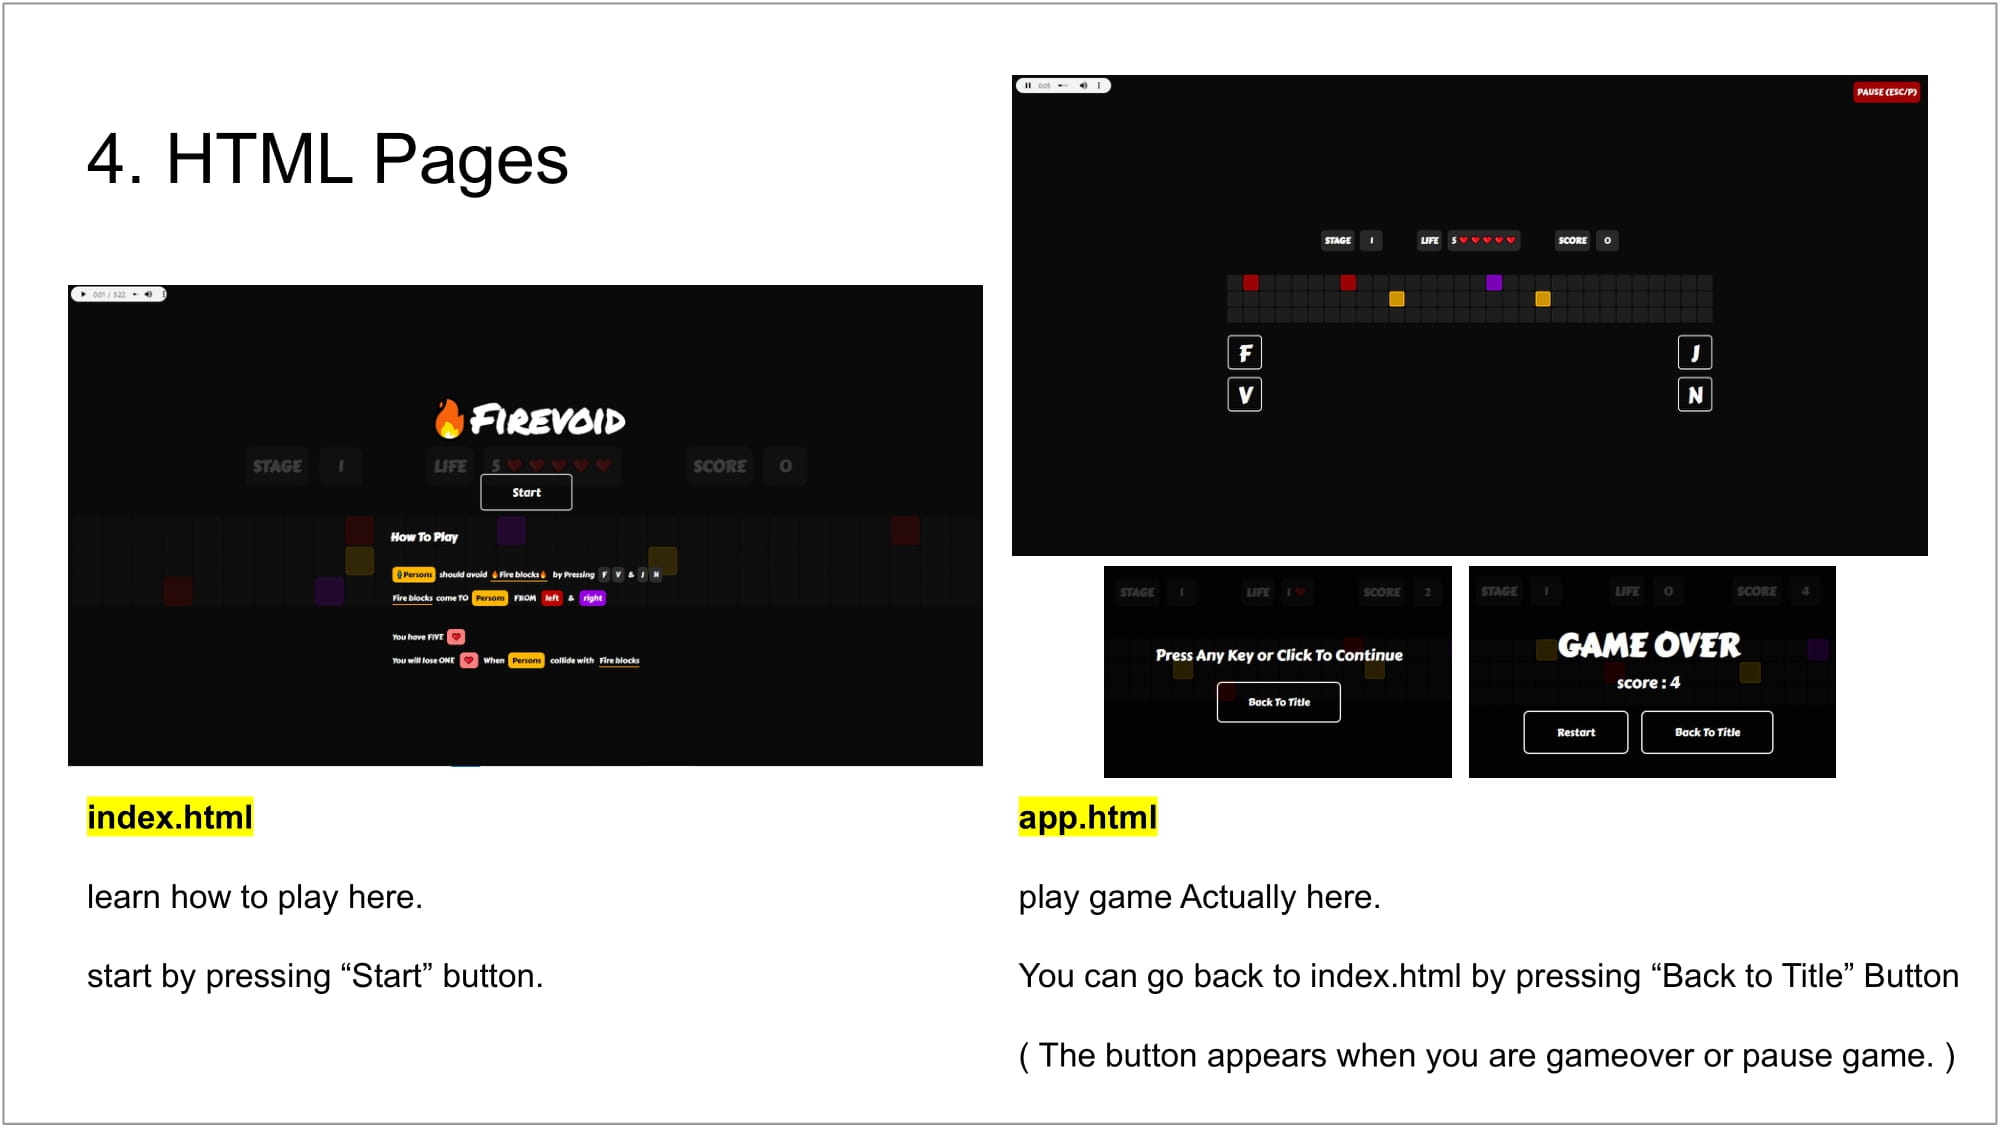 4. HTML Pages
0:01 / 3:22
🔥FIREVOID
STAGE 1 LIFE 5 ❤❤❤❤❤ SCORE 0
Start
How To Play
Persons should avoid 🔥Fire blocks🔥 by Pressing F V & J N
Fire blocks come TO Persons FROM left & right
You have FIVE ❤
You will lose ONE ❤ When Persons collide with Fire blocks
index.html
learn how to play here.
start by pressing “Start” button.
0:05
PAUSE (ESC/P)
STAGE 1 LIFE 5 ❤❤❤❤❤ SCORE 0
F J
V N
STAGE 1 LIFE 1 ❤ SCORE 2
Press Any Key or Click To Continue
Back To Title
STAGE 1 LIFE 0 SCORE 4
GAME OVER
score : 4
Restart Back To Title
app.html
play game Actually here.
You can go back to index.html by pressing “Back to Title” Button
( The button appears when you are gameover or pause game. )